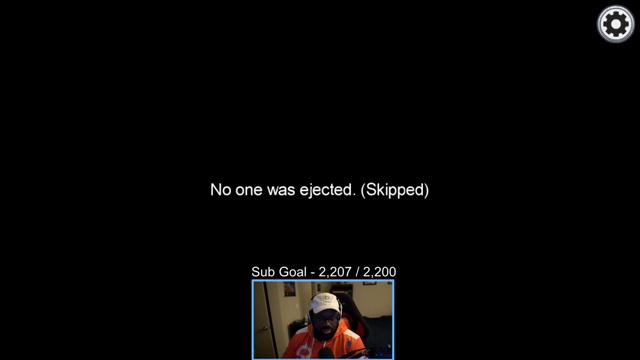 No one was ejected. (Skipped)
Sub Goal - 2,207 / 2,200